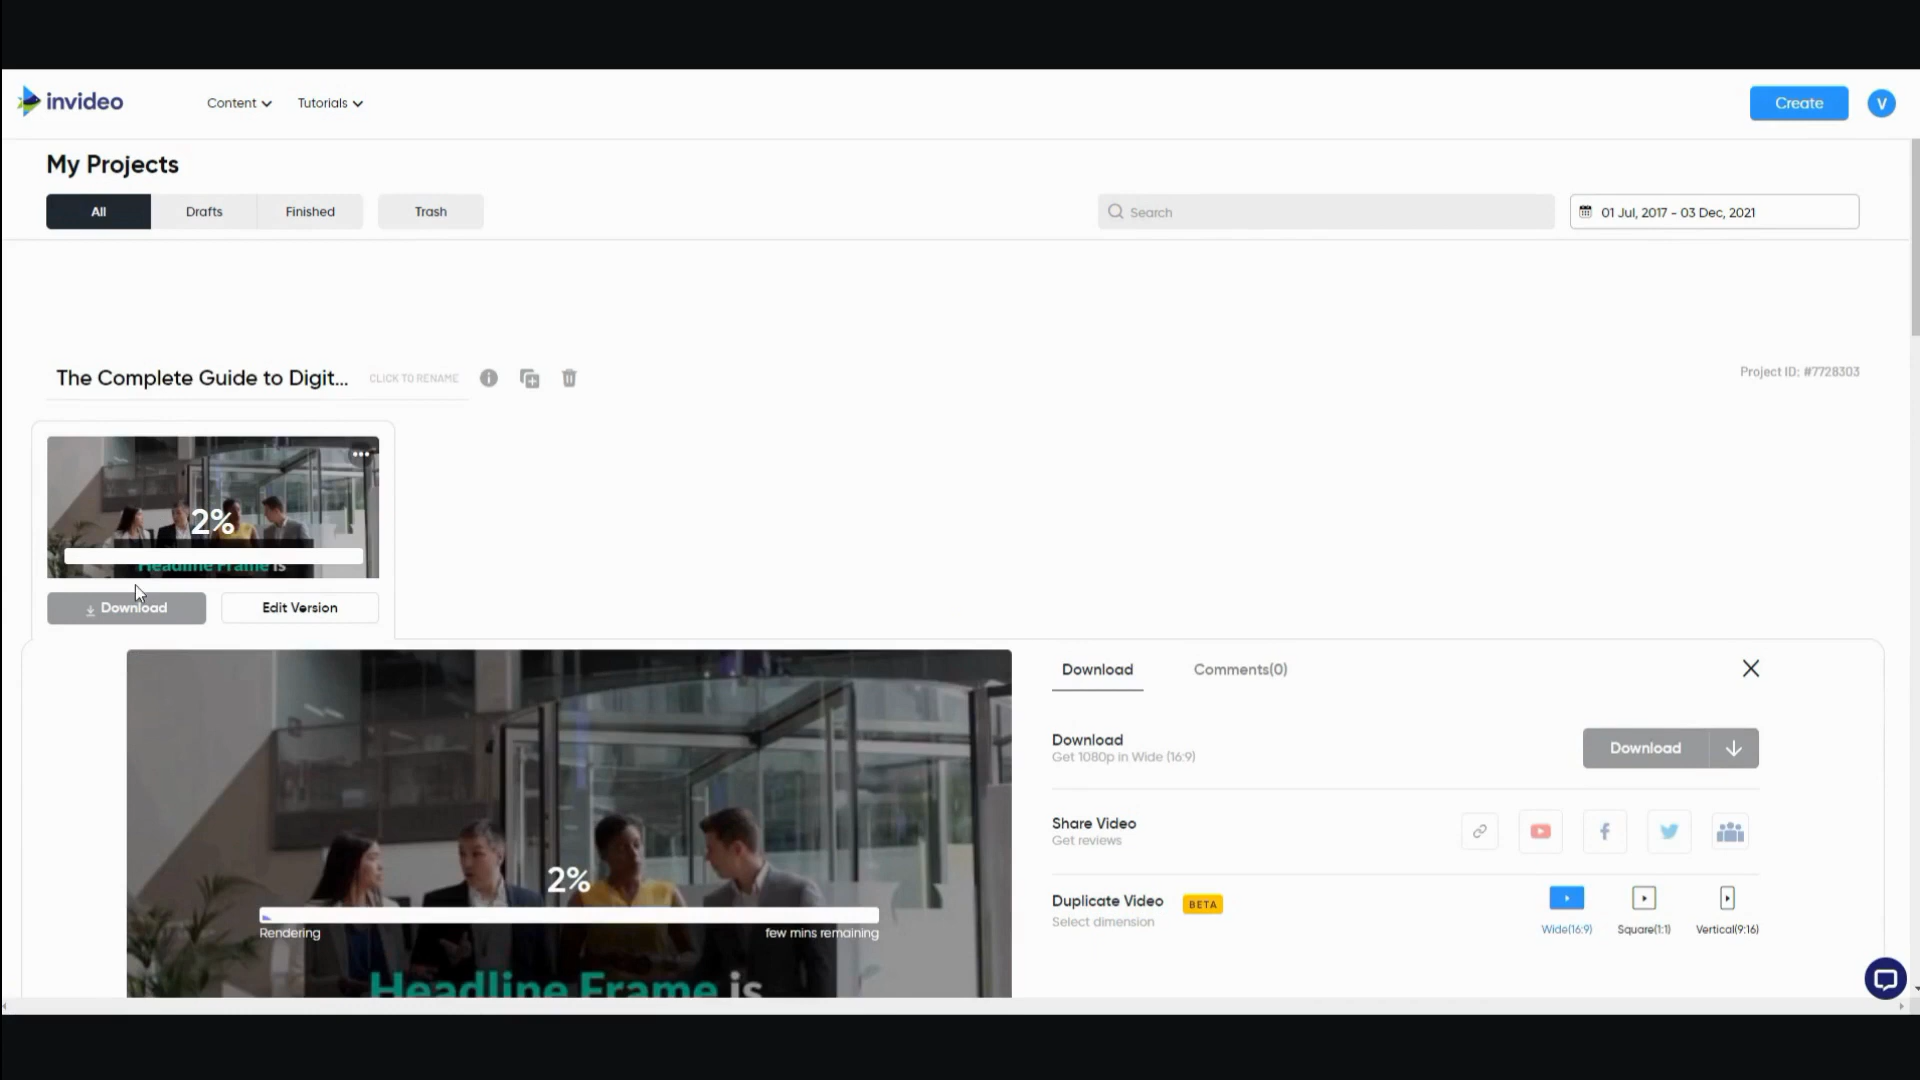 invideo
Content
Tutorials
Create
V
My Projects
All
Drafts
Finished
Trash
Search
01 Jul, 2017 - 03 Dec, 2021
The Complete Guide to Digit...
CLICK TO RENAME
Project ID: #7728303
2%
Headline Frame is
Download
Edit Version
Download
Comments(0)
Download
Get 1080p in Wide (16:9)
Download
Share Video
Get reviews
Duplicate Video
BETA
Select dimension
Wide(16:9)
Square(1:1)
Vertical(9:16)
2%
Rendering
few mins remaining
Headline Frame is